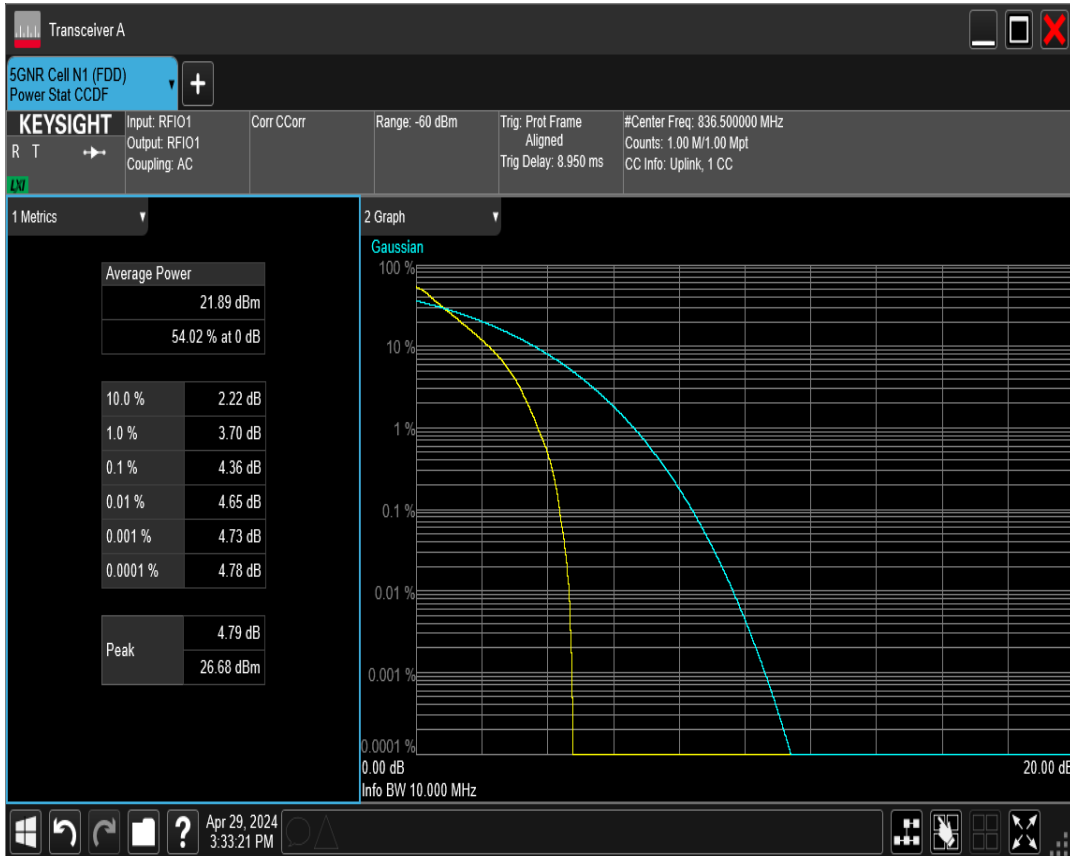 Transceiver A
5GNR Cell N1 (FDD)
Power Stat CCDF
+
KEYSIGHT
R T
LXI
Input: RFIO1
Output: RFIO1
Coupling: AC
Corr CCorr
Range: -60 dBm
Trig: Prot Frame
Aligned
Trig Delay: 8.950 ms
#Center Freq: 836.500000 MHz
Counts: 1.00 M/1.00 Mpt
CC Info: Uplink, 1 CC
1 Metrics
Average Power
21.89 dBm
54.02 % at 0 dB
10.0 % 2.22 dB
1.0 % 3.70 dB
0.1 % 4.36 dB
0.01 % 4.65 dB
0.001 % 4.73 dB
0.0001 % 4.78 dB
Peak
4.79 dB
26.68 dBm
2 Graph
Gaussian
100 %
10 %
1 %
0.1 %
0.01 %
0.001 %
0.0001 %
0.00 dB 20.00 dB
Info BW 10.000 MHz
?
Apr 29, 2024
3:33:21 PM